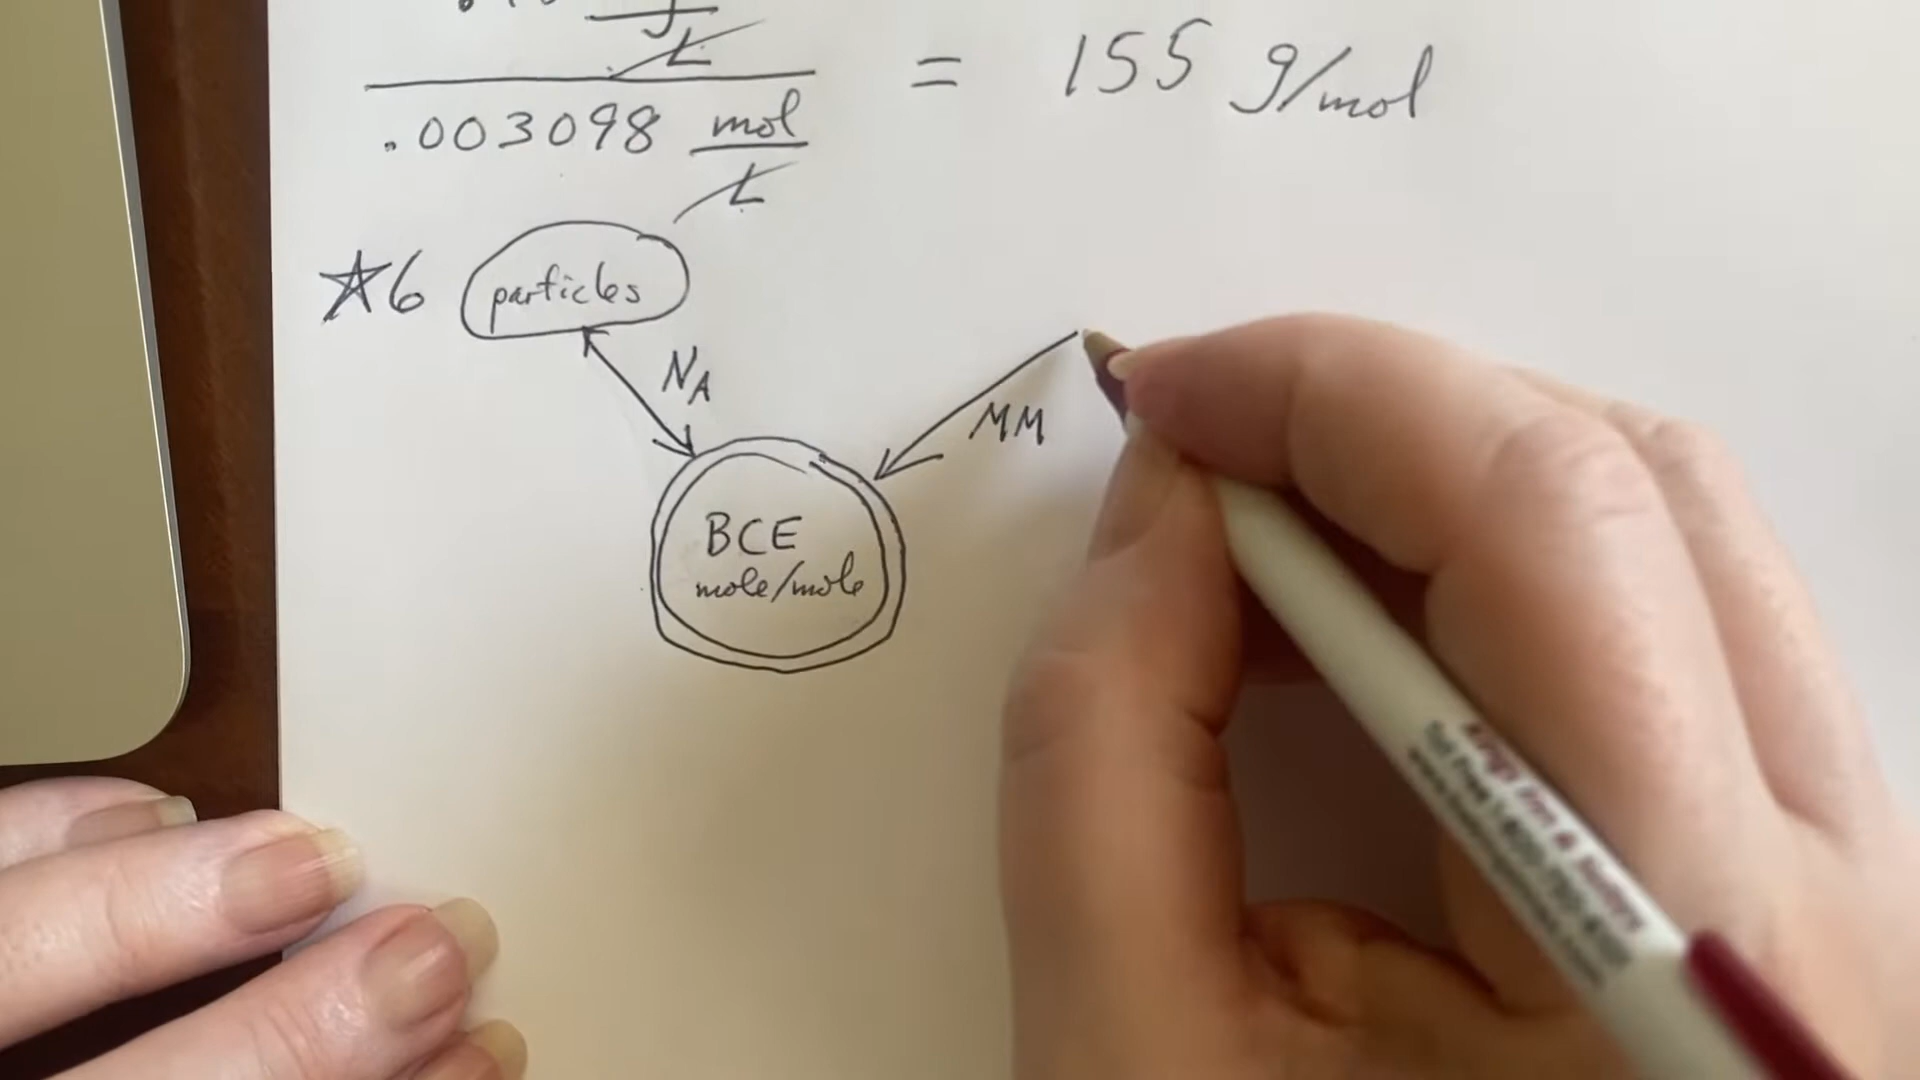 L
.003098 mol/L = 155 g/mol
☆6 particles
NA
MM
BCE
mole/mole